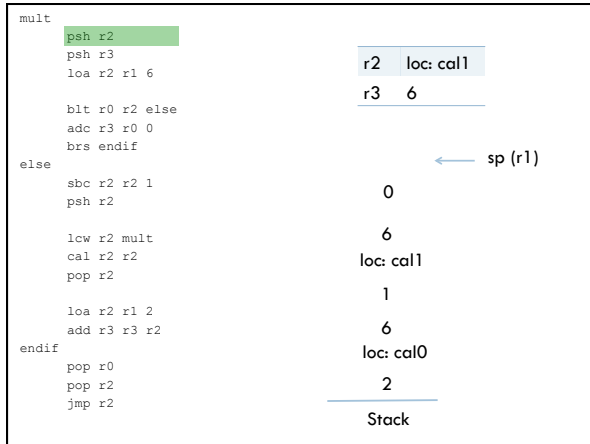 mult
psh r2
psh r3
loa r2 r1 6
blt r0 r2 else
adc r3 r0 0
brs endif
else
sbc r2 r2 1
psh r2
lcw r2 mult
cal r2 r2
pop r2
loa r2 r1 2
add r3 r3 r2
endif
pop r0
pop r2
jmp r2
r2 loc: cal1
r3 6
sp (r1)
0
6
loc: cal1
1
6
loc: cal0
2
Stack